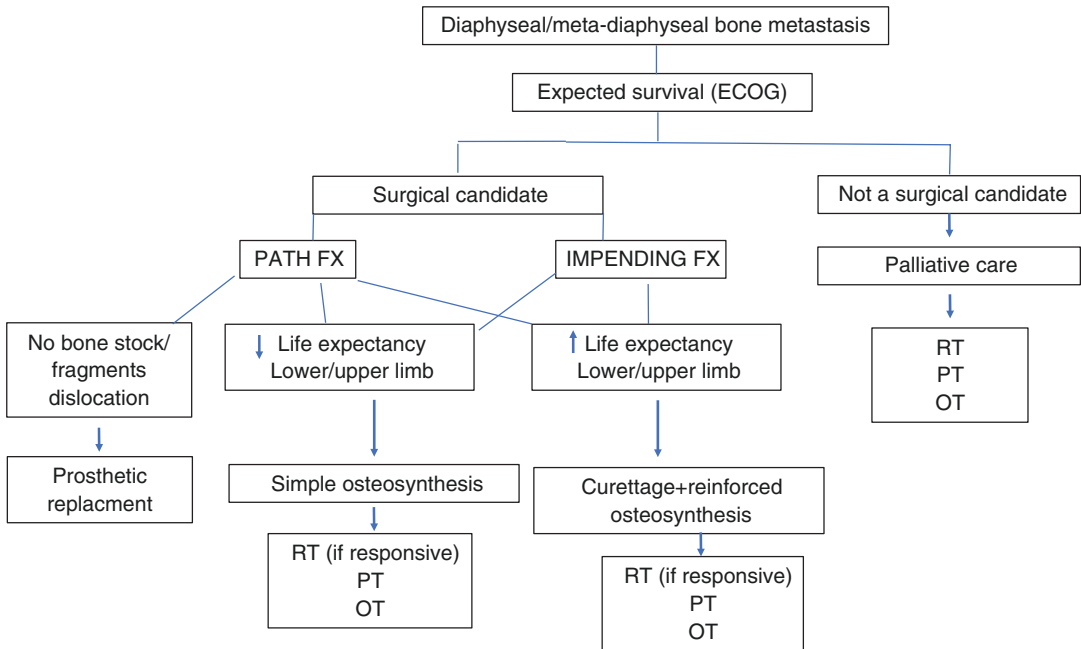 Diaphyseal/meta-diaphyseal bone metastasis
Expected survival (ECOG)
Surgical candidate
Not a surgical candidate
PATH FX
IMPENDING FX
Palliative care
No bone stock/
fragments
dislocation
↓ Life expectancy
Lower/upper limb
↑ Life expectancy
Lower/upper limb
RT
PT
OT
Prosthetic
replacment
Simple osteosynthesis
Curettage+reinforced
osteosynthesis
RT (if responsive)
PT
OT
RT (if responsive)
PT
OT